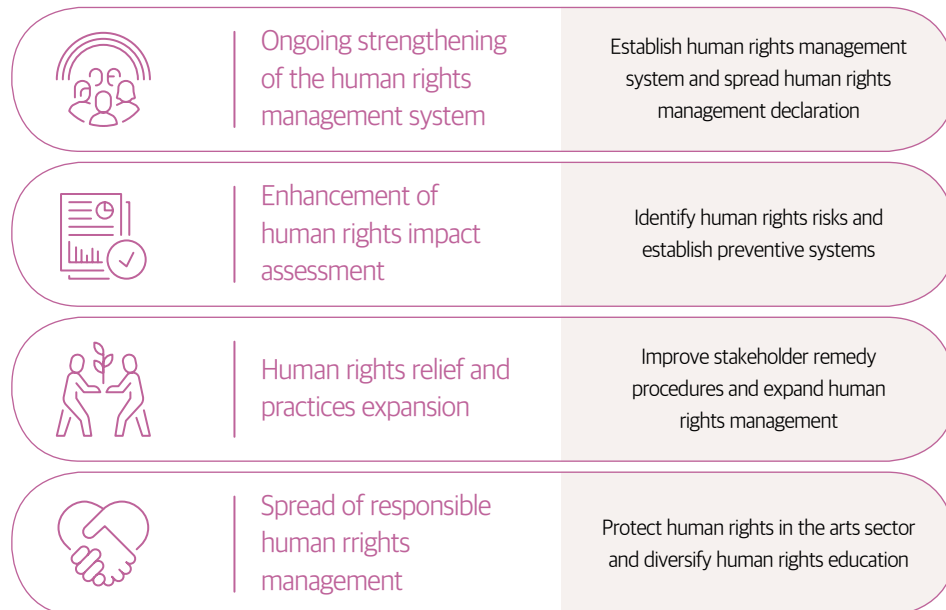 Ongoing strengthening
of the human rights
management system
Establish human rights management
system and spread human rights
management declaration
Enhancement of
human rights impact
assessment
Identify human rights risks and
establish preventive systems
Human rights relief and
practices expansion
Improve stakeholder remedy
procedures and expand human
rights management
Spread of responsible
human rrights
management
Protect human rights in the arts sector
and diversify human rights education